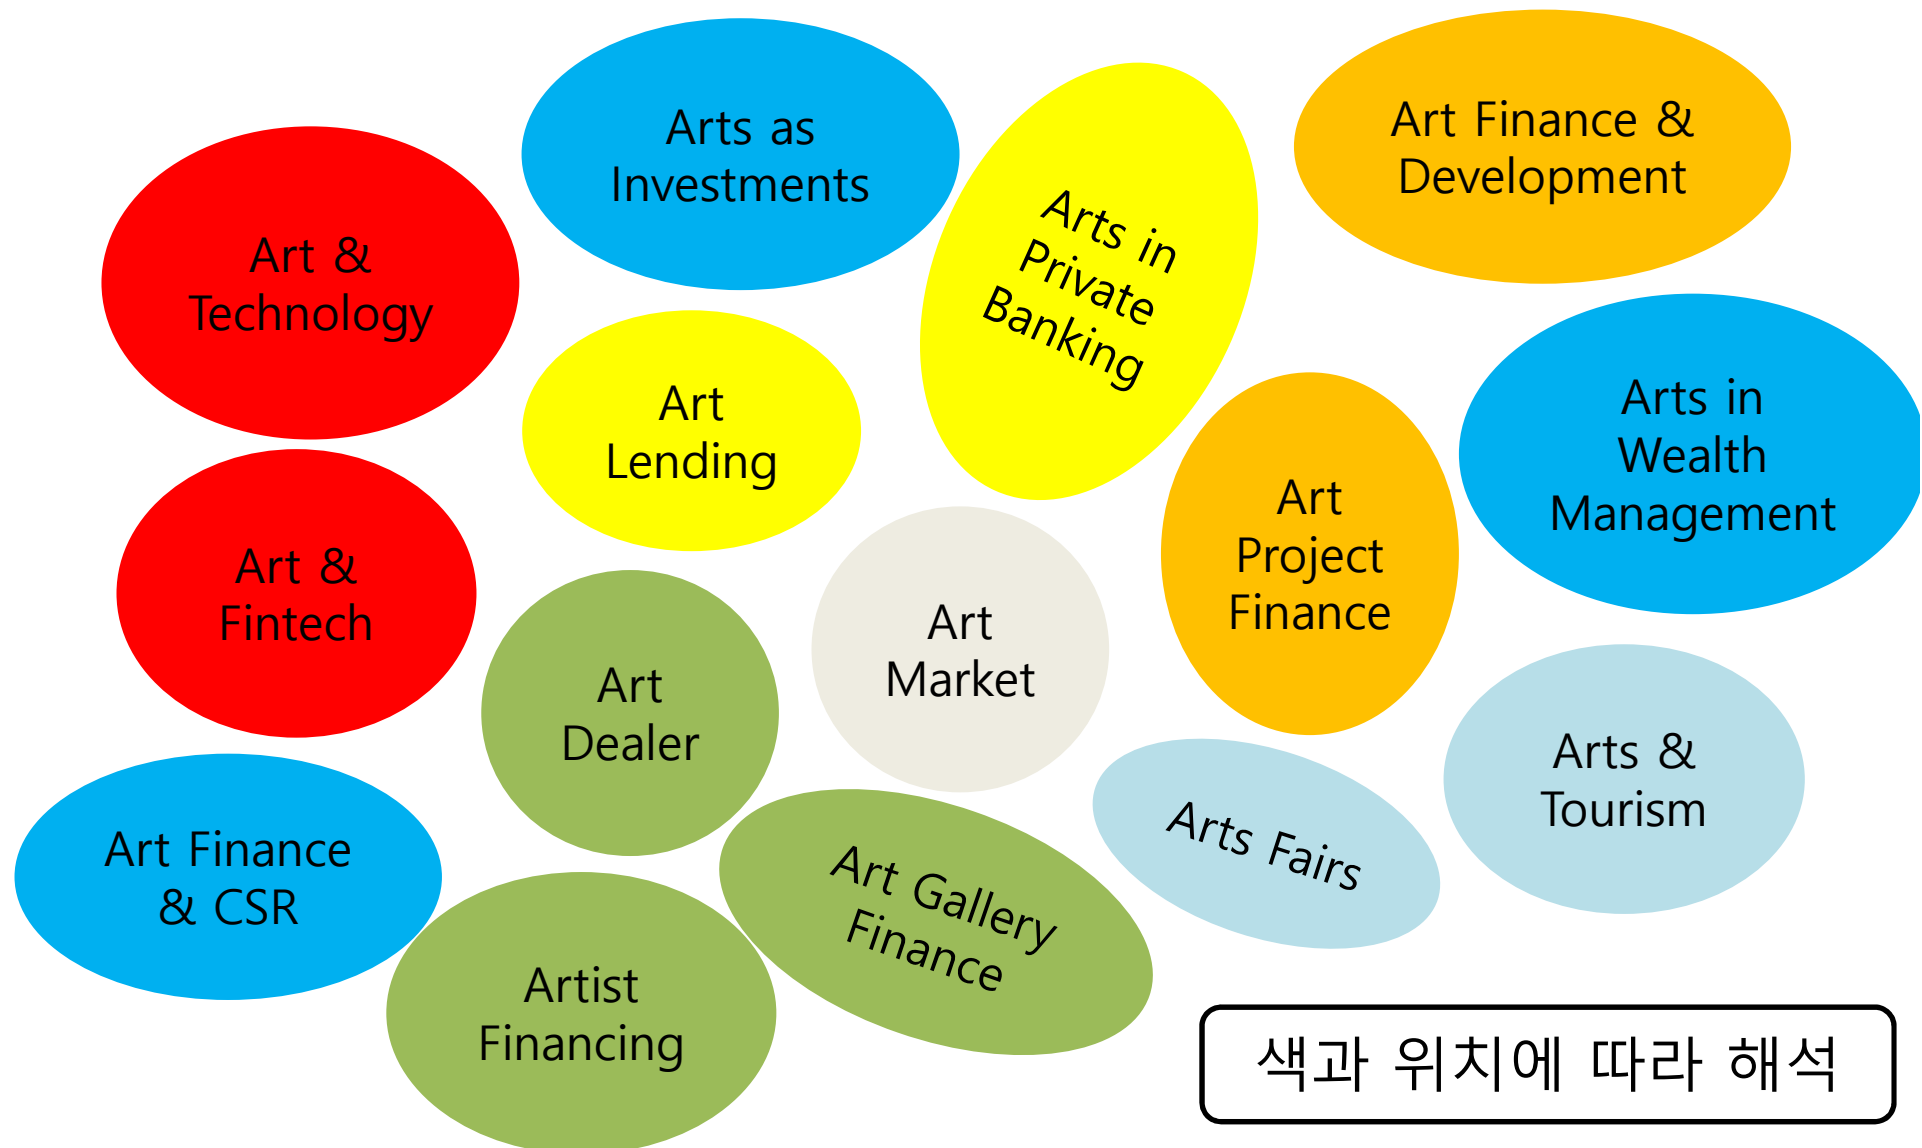 Arts as
Investments
Arts in
Private
Banking
Art Finance &
Development
Art &
Technology
Art
Lending
Arts in
Wealth
Management
Art &
Fintech
Art
Dealer
Art
Market
Art
Project
Finance
Arts &
Tourism
Art Finance
& CSR
Artist
Financing
Art Gallery
Finance
Arts Fairs
색과 위치에 따라 해석